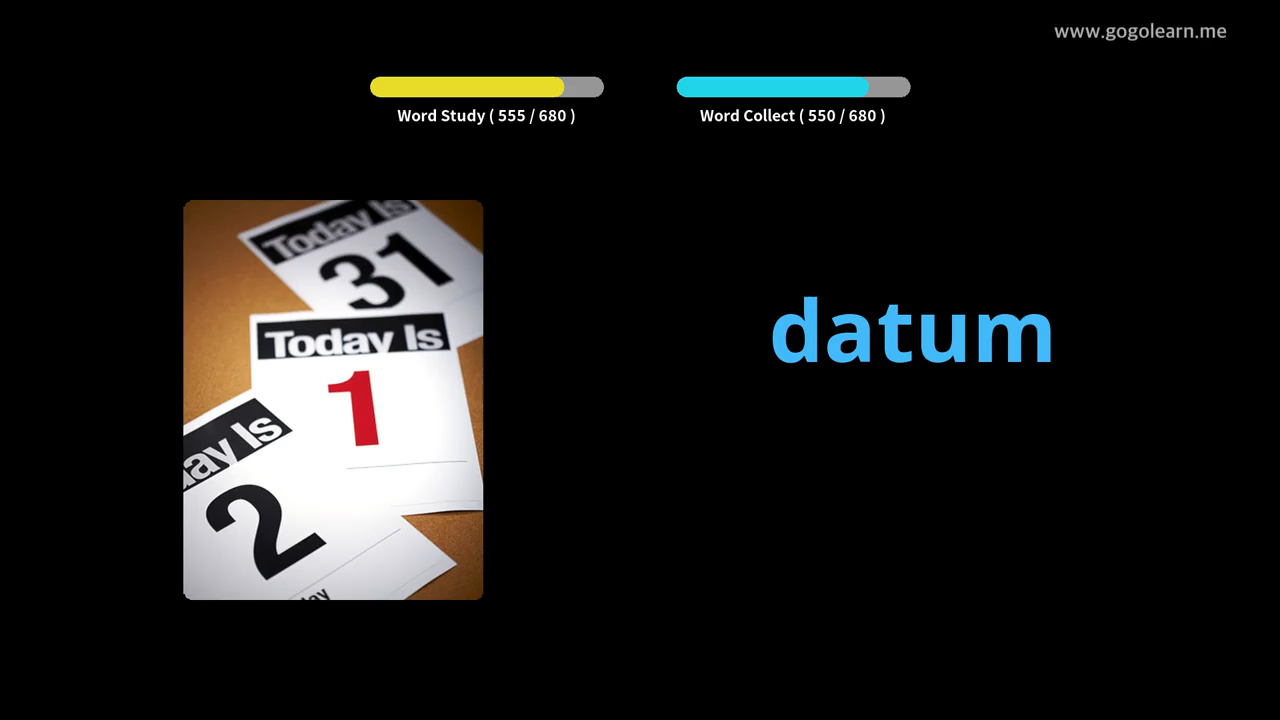 www.gogolearn.me
Word Study ( 555 / 680 )
Word Collect ( 550 / 680 )
Today Is
31
Today Is
1
day Is
2
datum